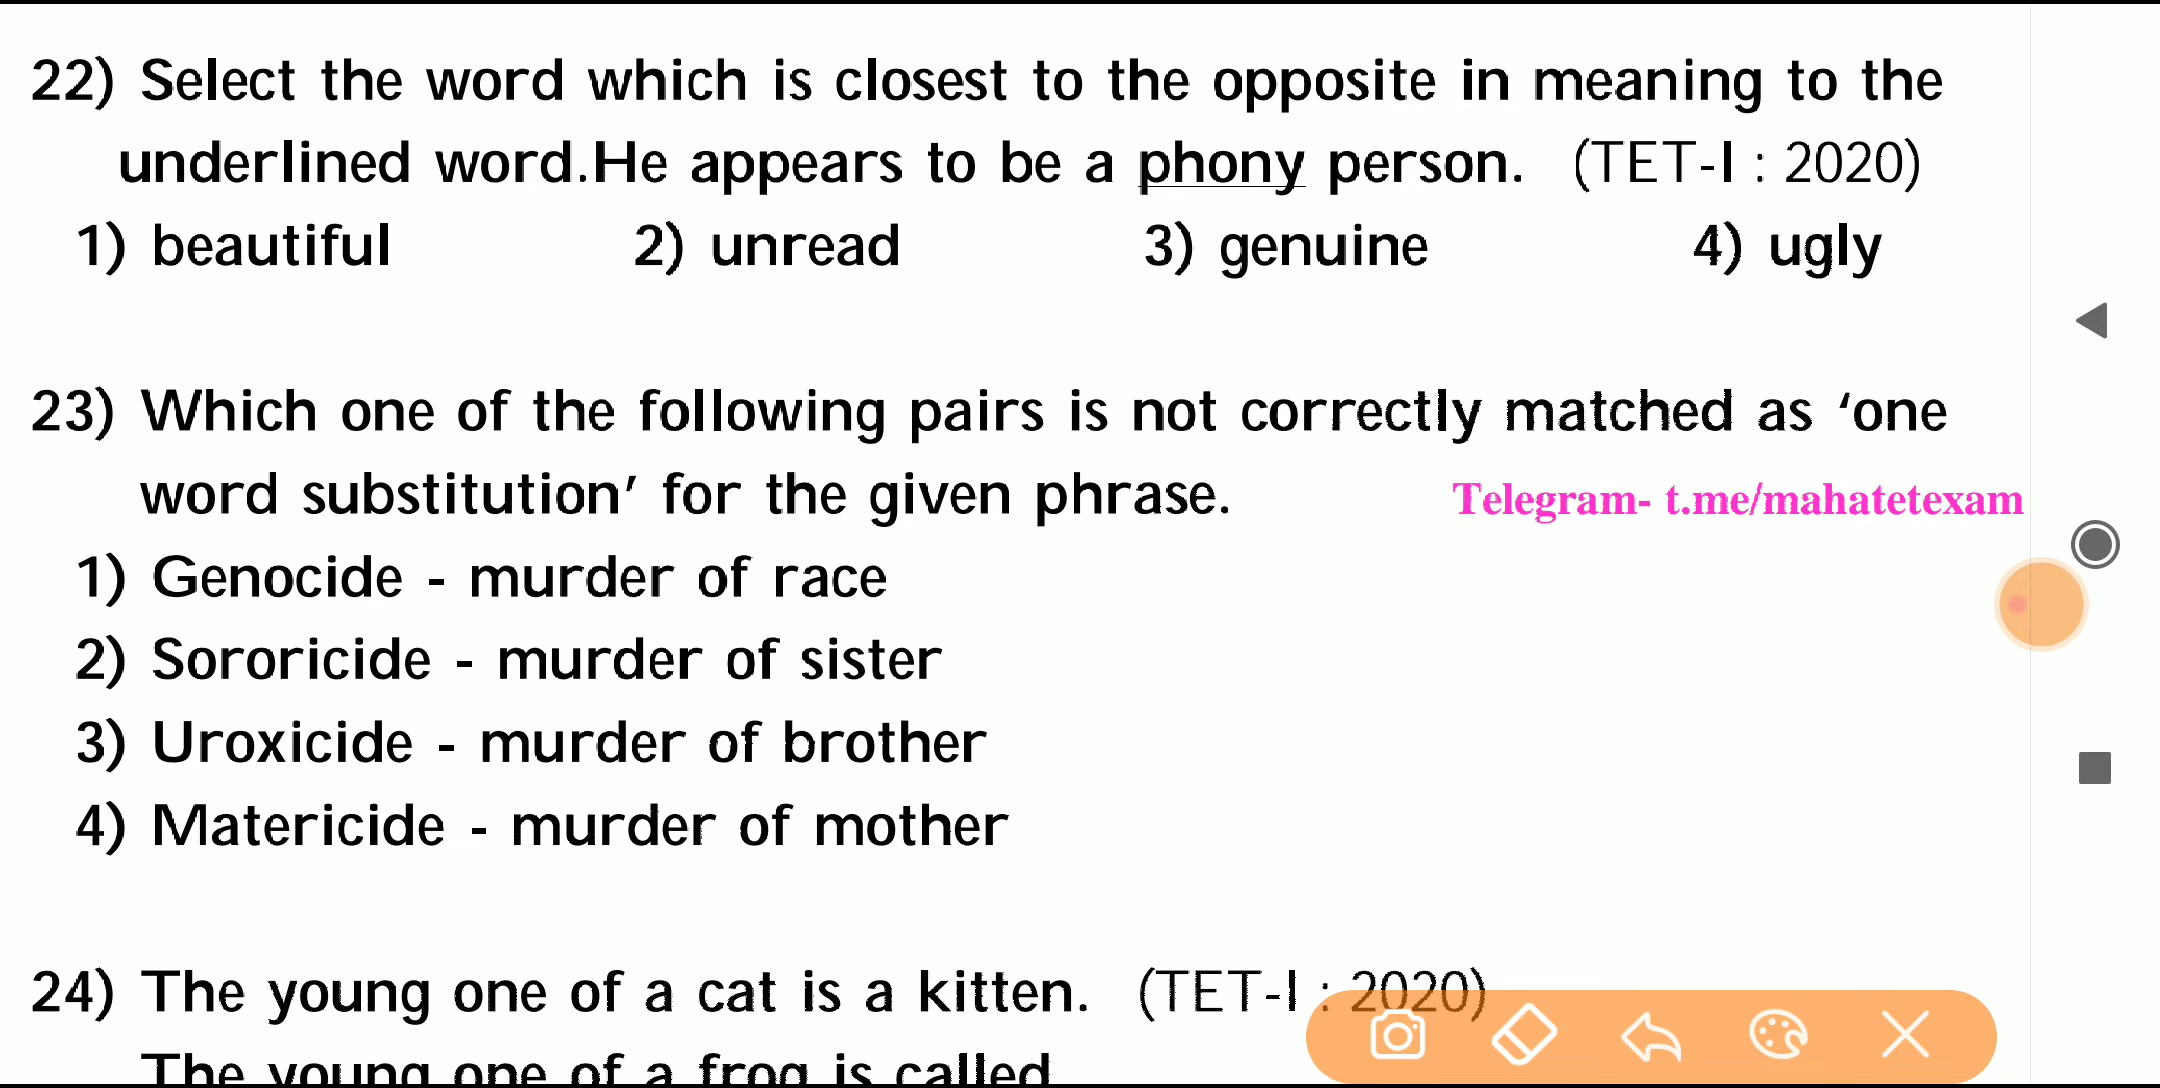 22) Select the word which is closest to the opposite in meaning to the
underlined word.He appears to be a phony person. (TET-I : 2020)
1) beautiful 2) unread 3) genuine 4) ugly
23) Which one of the following pairs is not correctly matched as ‘one
word substitution’ for the given phrase. Telegram- t.me/mahatetexam
1) Genocide - murder of race
2) Sororicide - murder of sister
3) Uroxicide - murder of brother
4) Matericide - murder of mother
24) The young one of a cat is a kitten. (TET-I : 2020)
The young one of a frog is called